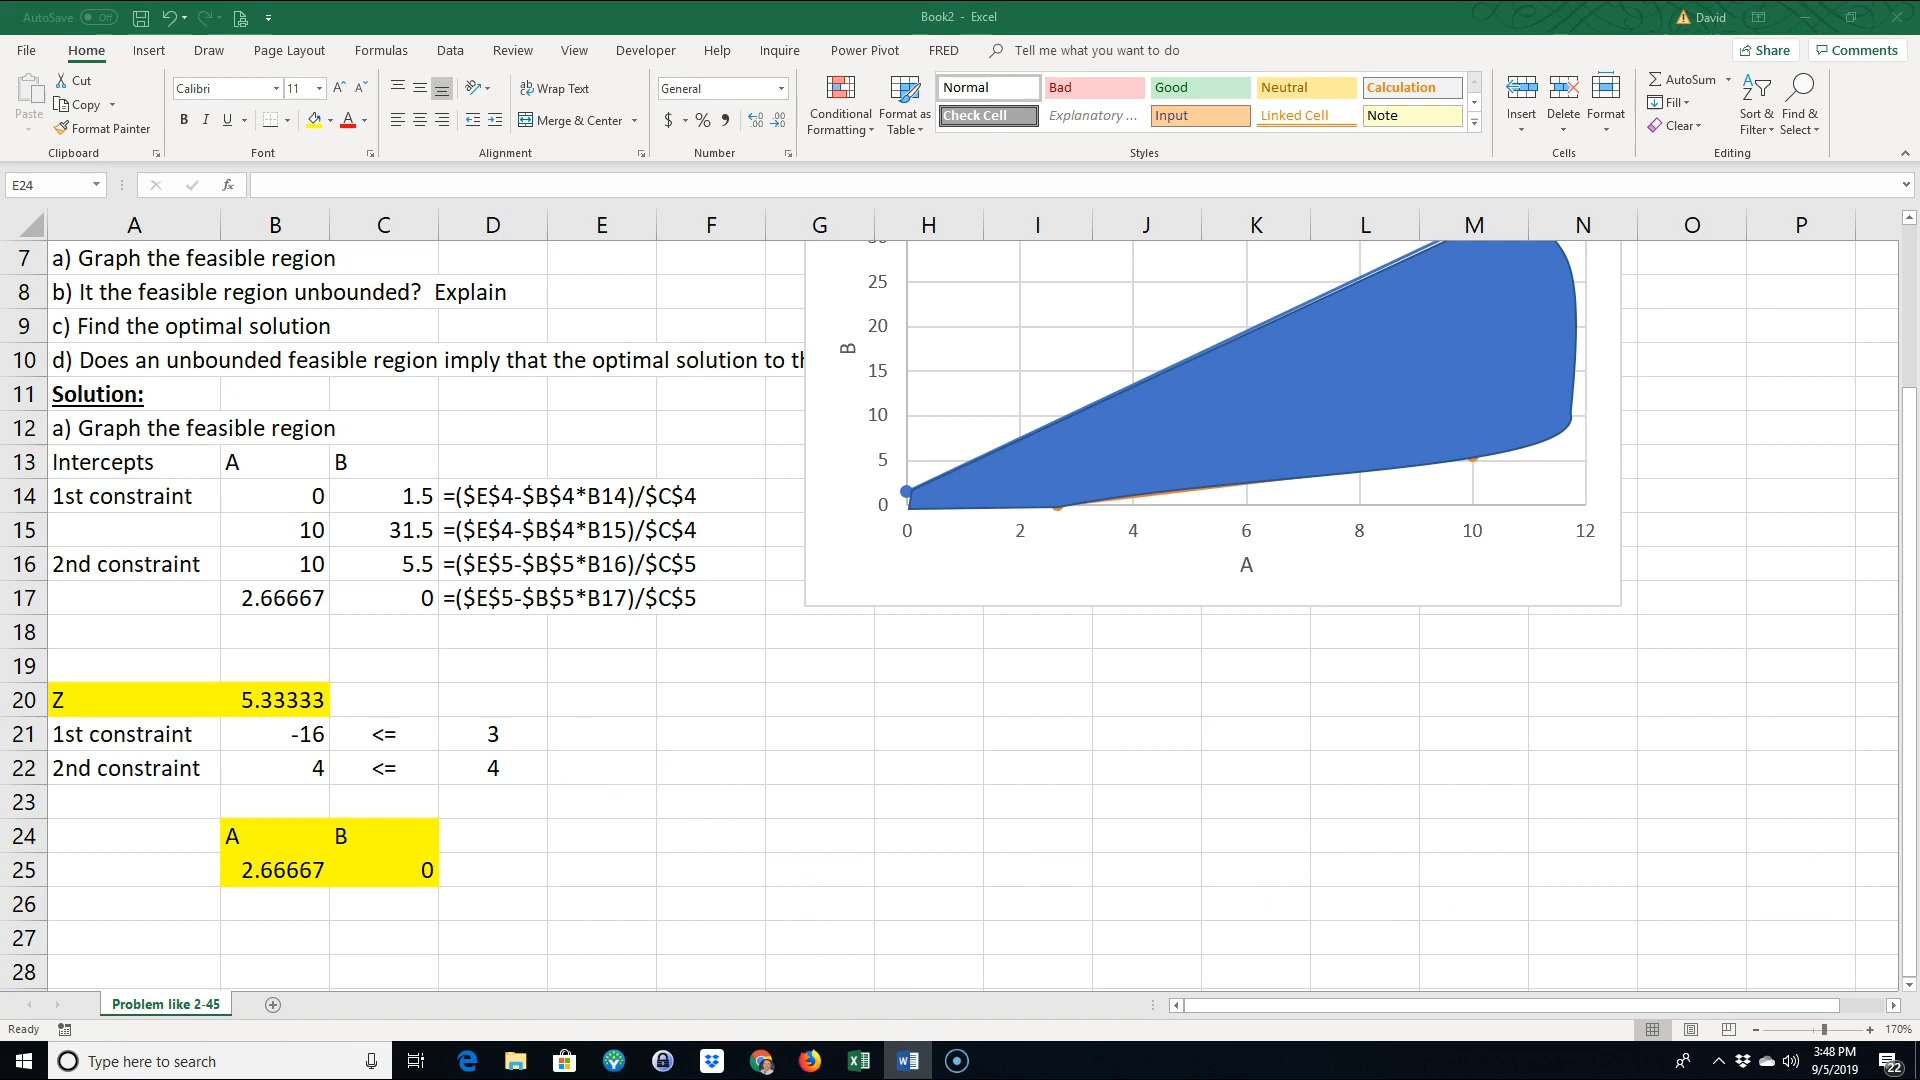 AutoSave Off
Book2 - Excel
David
File Home Insert Draw Page Layout Formulas Data Review View Developer Help Inquire Power Pivot FRED Tell me what you want to do
Share Comments
Paste
Cut
Copy
Format Painter
Clipboard
Calibri 11
B I U
Font
Wrap Text
Merge & Center
Alignment
General
$ % 9
Number
Conditional Formatting
Format as Table
Normal Bad Good Neutral Calculation
Check Cell Explanatory ... Input Linked Cell Note
Styles
Insert Delete Format
Cells
AutoSum
Fill
Clear
Sort & Filter
Find & Select
Editing
E24
fx
A B C D E F G H I J K L M N O P
7 a) Graph the feasible region
8 b) It the feasible region unbounded? Explain
9 c) Find the optimal solution
10 d) Does an unbounded feasible region imply that the optimal solution to th
11 Solution:
12 a) Graph the feasible region
13 Intercepts A B
14 1st constraint 0 1.5 =($E$4-$B$4*B14)/$C$4
15 10 31.5 =($E$4-$B$4*B15)/$C$4
16 2nd constraint 10 5.5 =($E$5-$B$5*B16)/$C$5
17 2.66667 0 =($E$5-$B$5*B17)/$C$5
18
19
20 Z 5.33333
21 1st constraint -16 <= 3
22 2nd constraint 4 <= 4
23
24 A B
25 2.66667 0
26
27
28
25
20
15
10
5
0
B
0 2 4 6 8 10 12
A
Problem like 2-45
Ready
170%
Type here to search
3:48 PM
9/5/2019
22